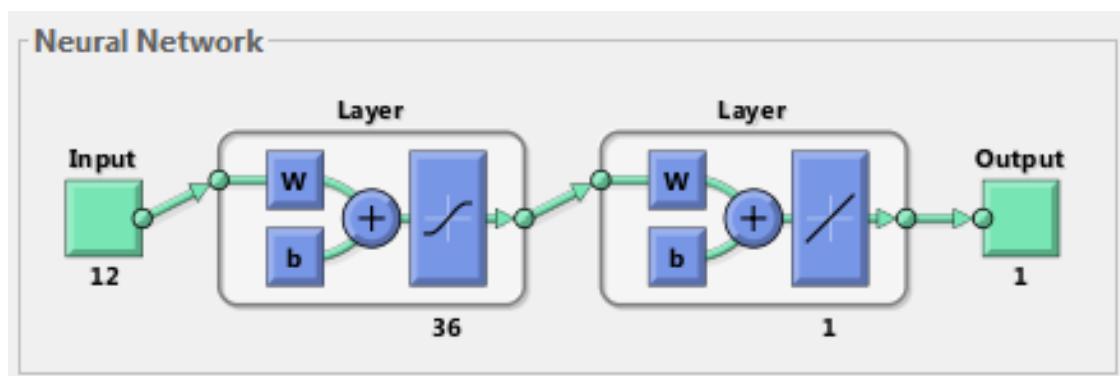 Neural Network
Layer
Layer
Input
Output
W
W
+
+
b
b
12
36
1
1